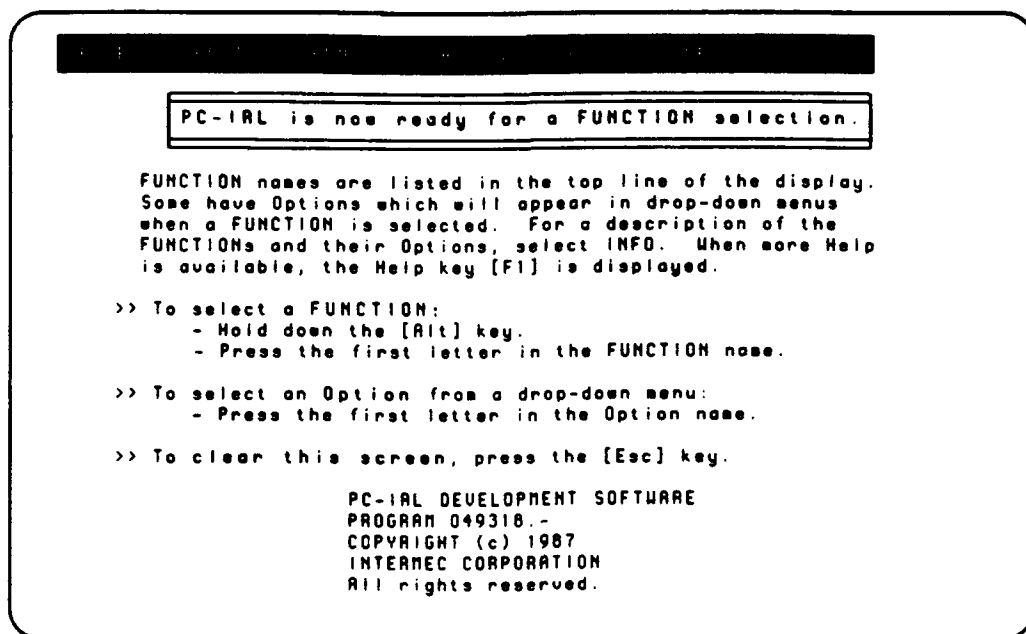 PC-IRL is now ready for a FUNCTION selection.
FUNCTION names are listed in the top line of the display.
Some have Options which will appear in drop-down menus
when a FUNCTION is selected. For a description of the
FUNCTIONs and their Options, select INFO. When more Help
is available, the Help key [F1] is displayed.
>> To select a FUNCTION:
- Hold down the [Alt] key.
- Press the first letter in the FUNCTION name.
>> To select an Option from a drop-down menu:
- Press the first letter in the Option name.
>> To clear this screen, press the [Esc] key.
PC-IRL DEVELOPMENT SOFTWARE
PROGRAM 049318.-
COPYRIGHT (c) 1987
INTERMEC CORPORATION
All rights reserved.